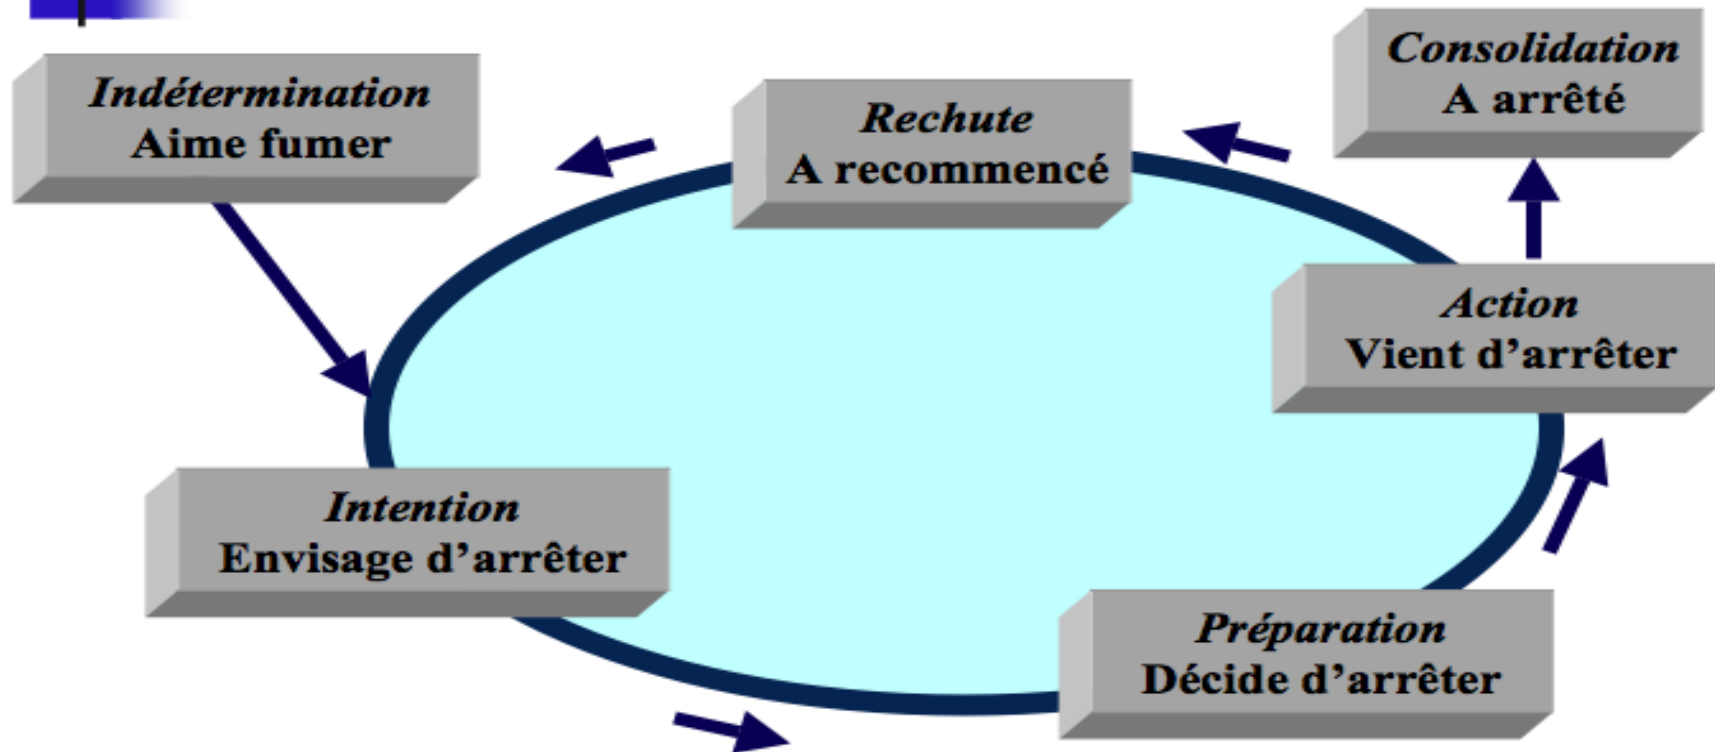 Indétermination
Aime fumer
Rechute
A recommencé
Consolidation
A arrêté
Action
Vient d’arrêter
Intention
Envisage d’arrêter
Préparation
Décide d’arrêter